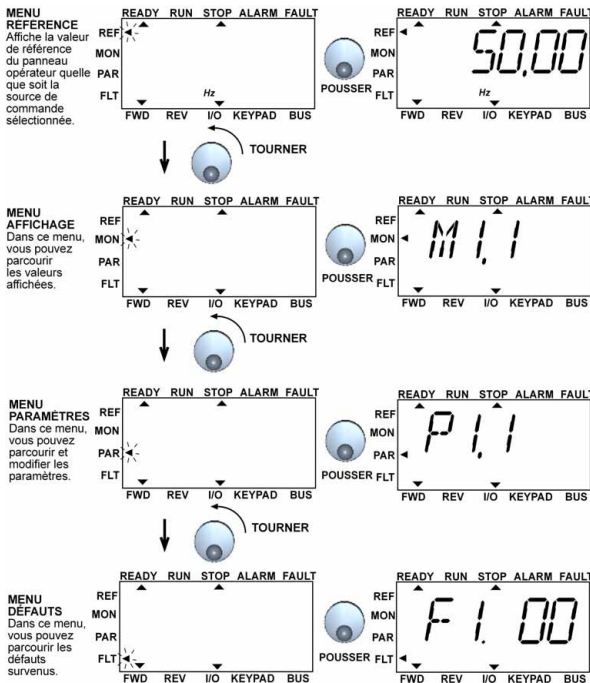 MENU
REFERENCE
Affiche la valeur
de référence
du panneau
opérateur quelle
que soit la
source de
commande
sélectionnée.
READY RUN STOP ALARM FAULT
REF
MON
PAR
FLT
Hz
FWD REV I/O KEYPAD BUS
POUSSER
READY RUN STOP ALARM FAULT
REF
MON
PAR
FLT
50.00
Hz
FWD REV I/O KEYPAD BUS
TOURNER
MENU
AFFICHAGE
Dans ce menu,
vous pouvez
parcourir
les valeurs
affichées.
READY RUN STOP ALARM FAULT
REF
MON
PAR
FLT
FWD REV I/O KEYPAD BUS
POUSSER
READY RUN STOP ALARM FAULT
REF
MON
PAR
FLT
M1.1
FWD REV I/O KEYPAD BUS
TOURNER
MENU
PARAMÈTRES
Dans ce menu,
vous pouvez
parcourir et
modifier les
paramètres.
READY RUN STOP ALARM FAULT
REF
MON
PAR
FLT
FWD REV I/O KEYPAD BUS
POUSSER
READY RUN STOP ALARM FAULT
REF
MON
PAR
FLT
P1.1
FWD REV I/O KEYPAD BUS
TOURNER
MENU
DÉFAUTS
Dans ce menu,
vous pouvez
parcourir les
défauts
survenus.
READY RUN STOP ALARM FAULT
REF
MON
PAR
FLT
FWD REV I/O KEYPAD BUS
POUSSER
READY RUN STOP ALARM FAULT
REF
MON
PAR
FLT
F1. 00
FWD REV I/O KEYPAD BUS